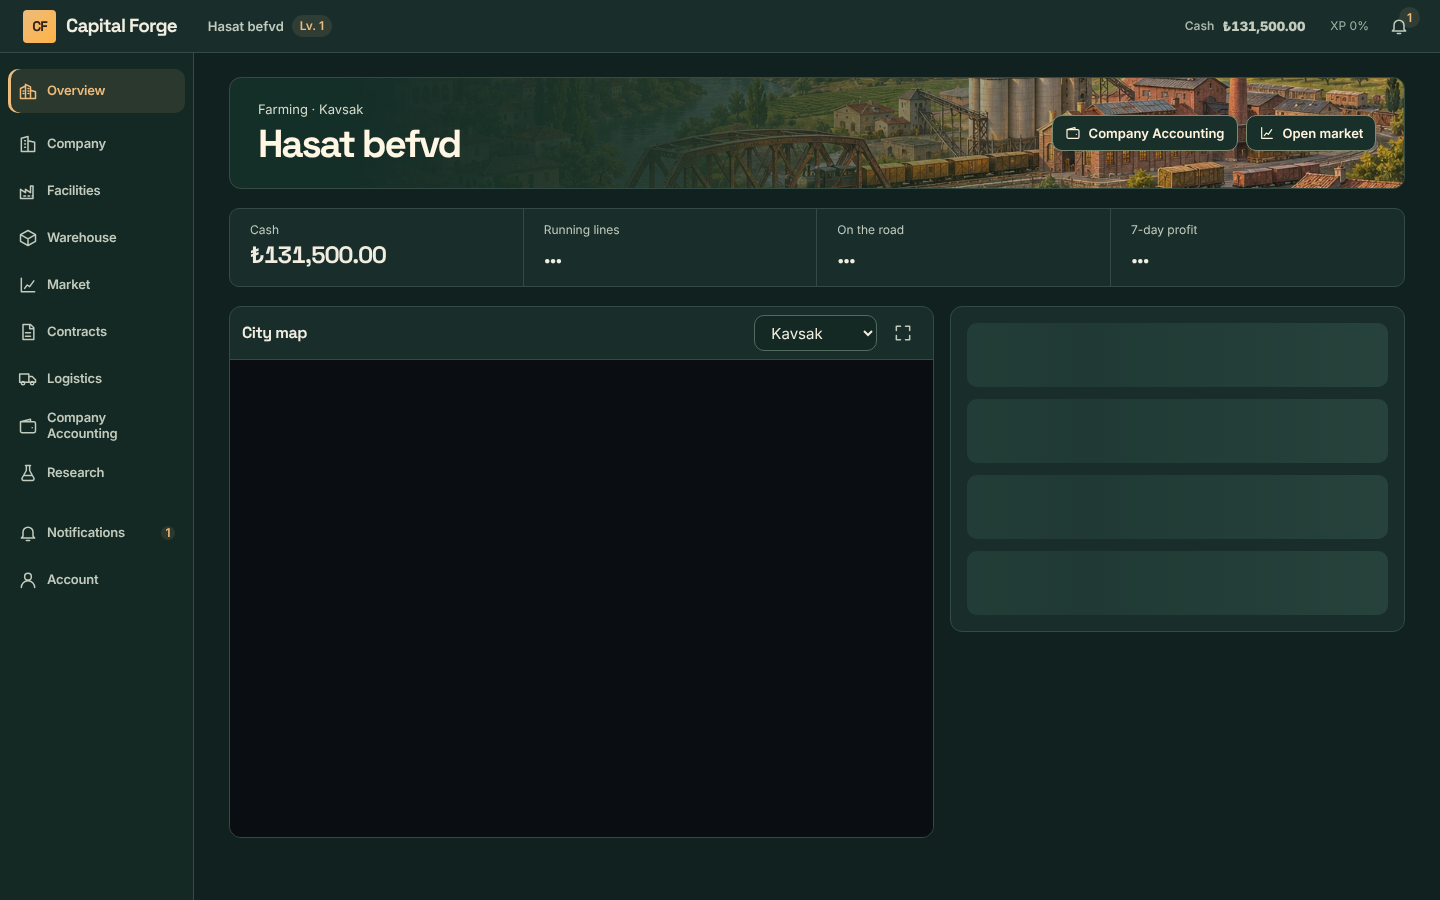 CF
Capital Forge
Hasat befvd
Lv. 1
Cash ₺131,500.00
XP 0%
1
Overview
Company
Facilities
Warehouse
Market
Contracts
Logistics
Company
Accounting
Research
Notifications
1
Account
Farming · Kavsak
Hasat befvd
Company Accounting
Open market
Cash
₺131,500.00
Running lines
...
On the road
...
7-day profit
...
City map
Kavsak